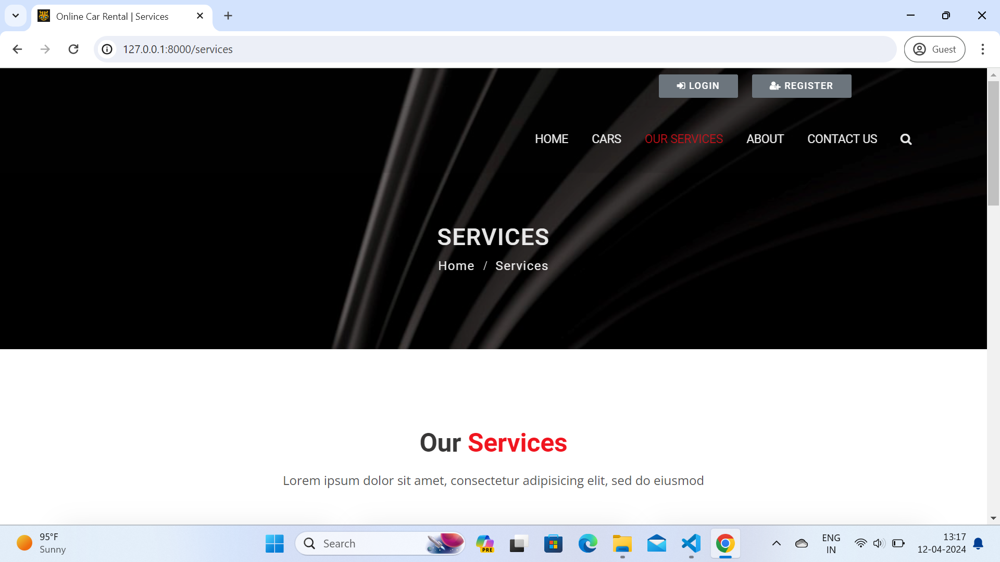 Online Car Rental | Services
127.0.0.1:8000/services
Guest
LOGIN
REGISTER
HOME
CARS
OUR SERVICES
ABOUT
CONTACT US
SERVICES
Home / Services
Our Services
Lorem ipsum dolor sit amet, consectetur adipisicing elit, sed do eiusmod
95°F
Sunny
Search
PRE
ENG
IN
13:17
12-04-2024